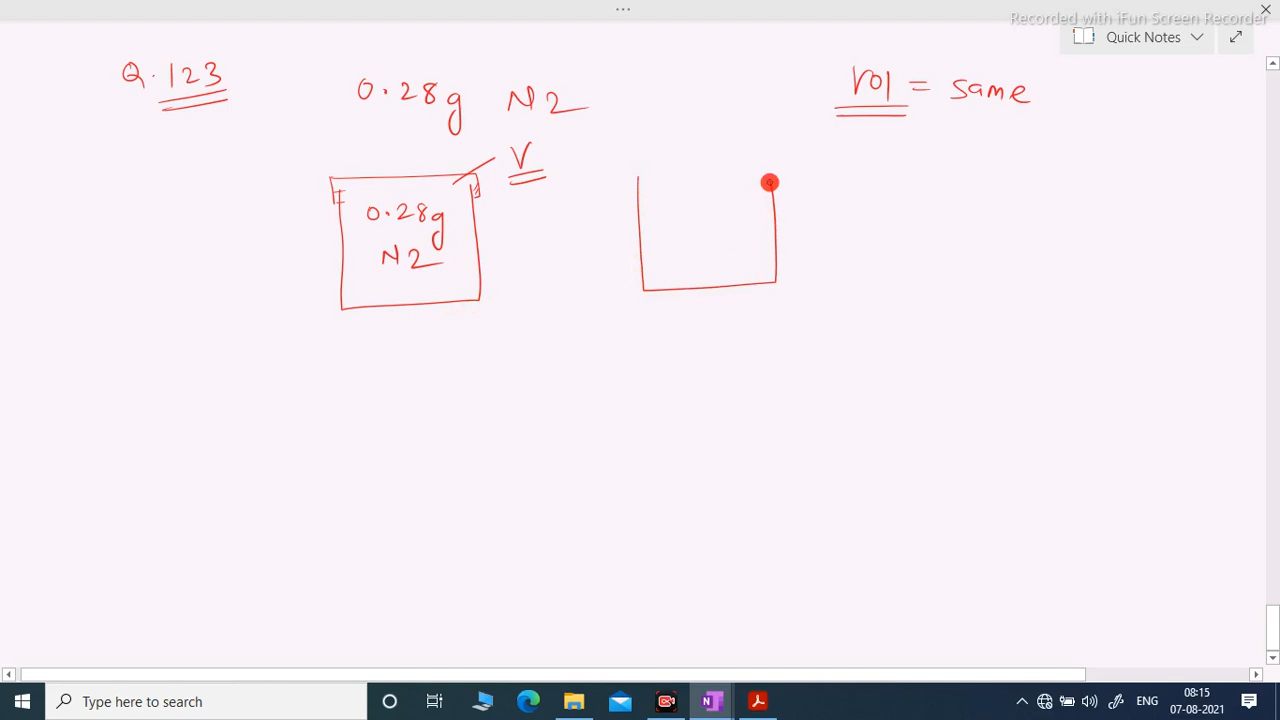 Recorded with iFun Screen Recorder
Quick Notes
Q.123
0.28g N2
Vol = same
V
0.28g
N2
Type here to search
ENG
08:15
07-08-2021